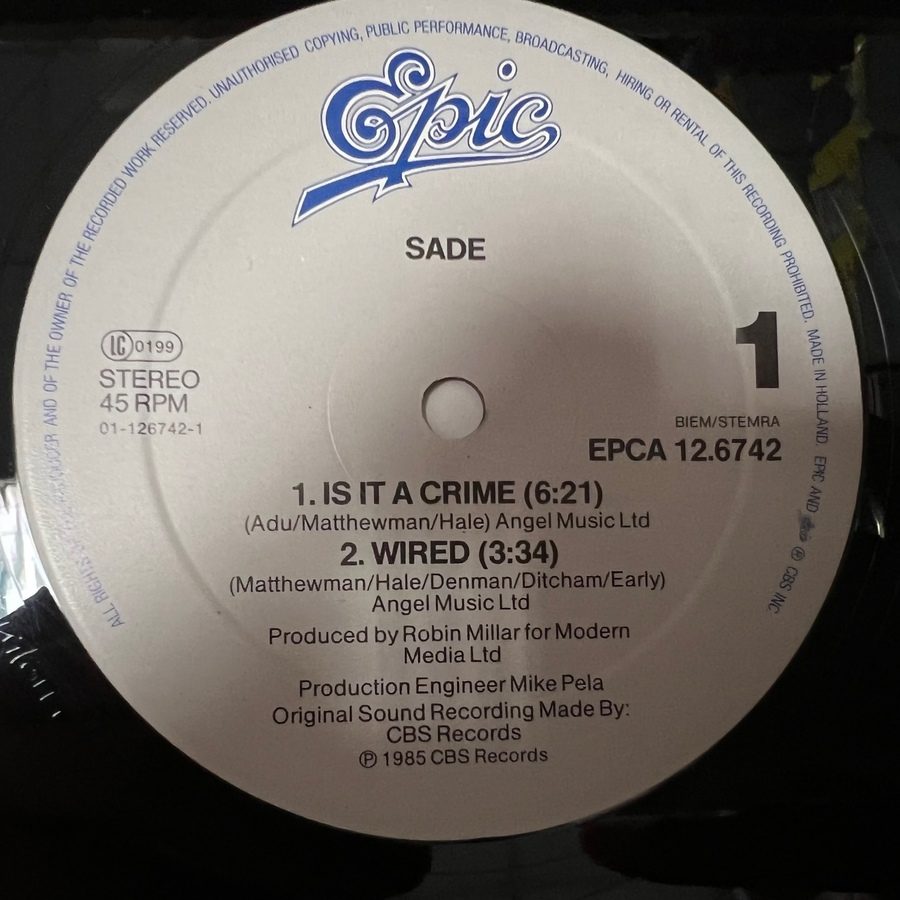 ALL RIGHTS AND OF THE OWNER OF THE RECORDED WORK RESERVED. UNAUTHORISED COPYING, PUBLIC PERFORMANCE, BROADCASTING, HIRING OR RENTAL OF THIS RECORDING PROHIBITED. MADE IN HOLLAND. EPIC AND ℗ CBS INC
Epic
SADE
1
LC 0199
STEREO
45 RPM
01-126742-1
BIEM/STEMRA
EPCA 12.6742
1. IS IT A CRIME (6:21)
(Adu/Matthewman/Hale) Angel Music Ltd
2. WIRED (3:34)
(Matthewman/Hale/Denman/Ditcham/Early)
Angel Music Ltd
Produced by Robin Millar for Modern
Media Ltd
Production Engineer Mike Pela
Original Sound Recording Made By:
CBS Records
℗ 1985 CBS Records